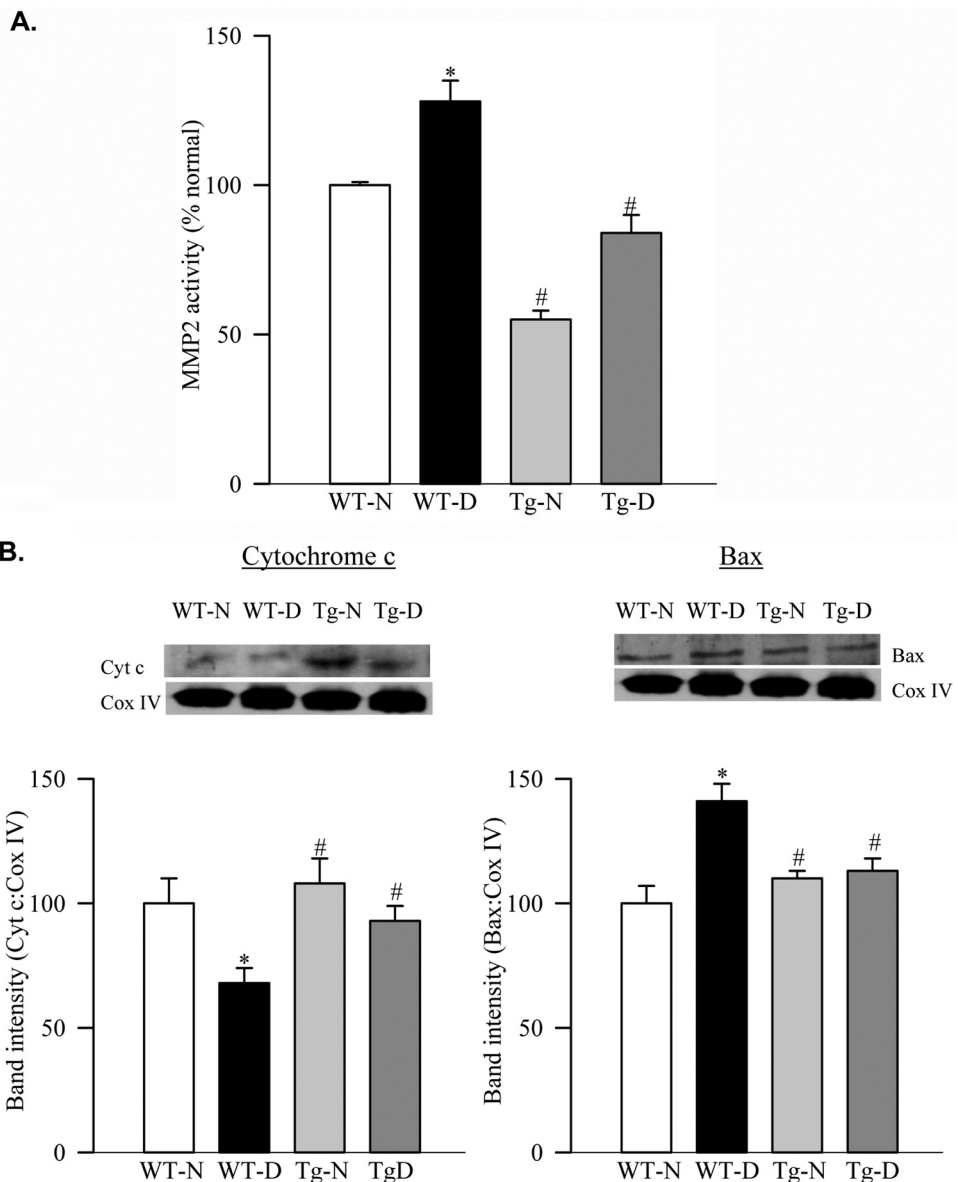 A.
MMP2 activity (% normal)
150
100
50
0
*
#
#
WT-N WT-D Tg-N Tg-D
B.
Cytochrome c
WT-N WT-D Tg-N Tg-D
Cyt c
Cox IV
Bax
WT-N WT-D Tg-N Tg-D
Bax
Cox IV
Band intensity (Cyt c:Cox IV)
150
100
50
0
*
#
#
WT-N WT-D Tg-N TgD
Band intensity (Bax:Cox IV)
150
100
50
0
*
#
#
WT-N WT-D Tg-N Tg-D